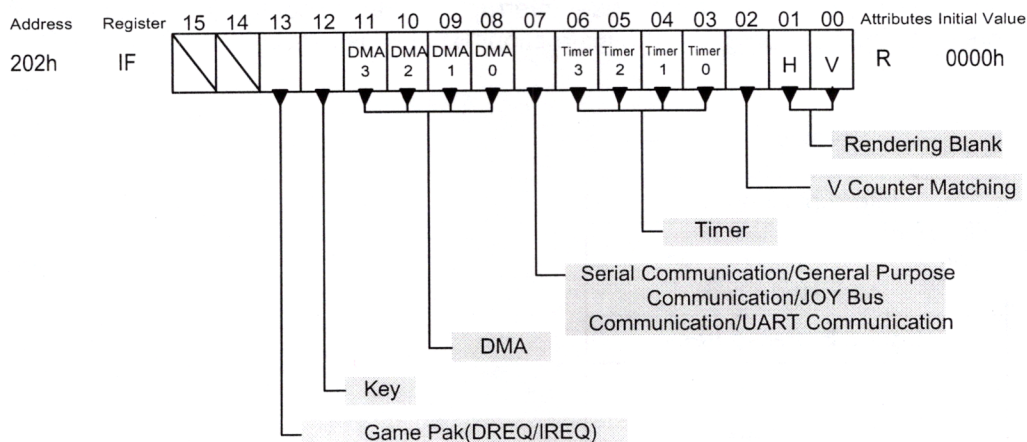 Address Register 15 14 13 12 11 10 09 08 07 06 05 04 03 02 01 00 Attributes Initial Value
202h IF DMA 3 DMA 2 DMA 1 DMA 0 Timer 3 Timer 2 Timer 1 Timer 0 H V R 0000h
Rendering Blank
V Counter Matching
Timer
Serial Communication/General Purpose
Communication/JOY Bus
Communication/UART Communication
DMA
Key
Game Pak(DREQ/IREQ)